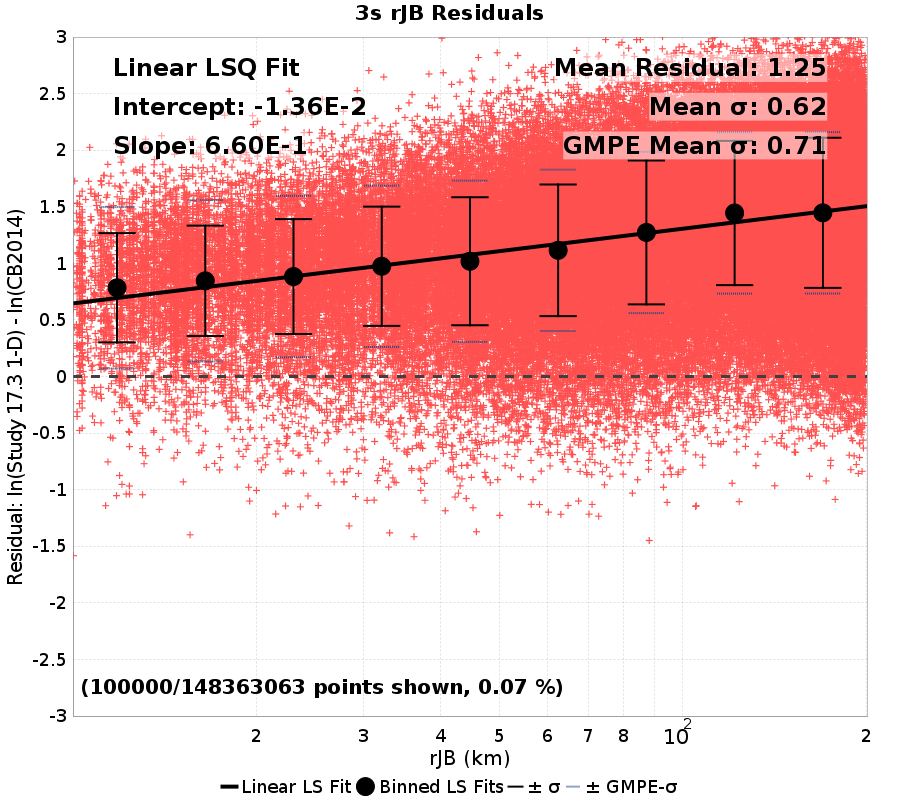 3s rJB Residuals
Linear LSQ Fit
Intercept: -1.36E-2
Slope: 6.60E-1
Mean Residual: 1.25
Mean σ: 0.62
GMPE Mean σ: 0.71
Residual: ln(Study 17.3 1-D) - ln(CB2014)
3
2.5
2
1.5
1
0.5
0
-0.5
-1
-1.5
-2
-2.5
-3
(100000/148363063 points shown, 0.07 %)
2 3 4 5 6 7 8 10² 2
rJB (km)
Linear LS Fit Binned LS Fits ± σ ± GMPE-σ